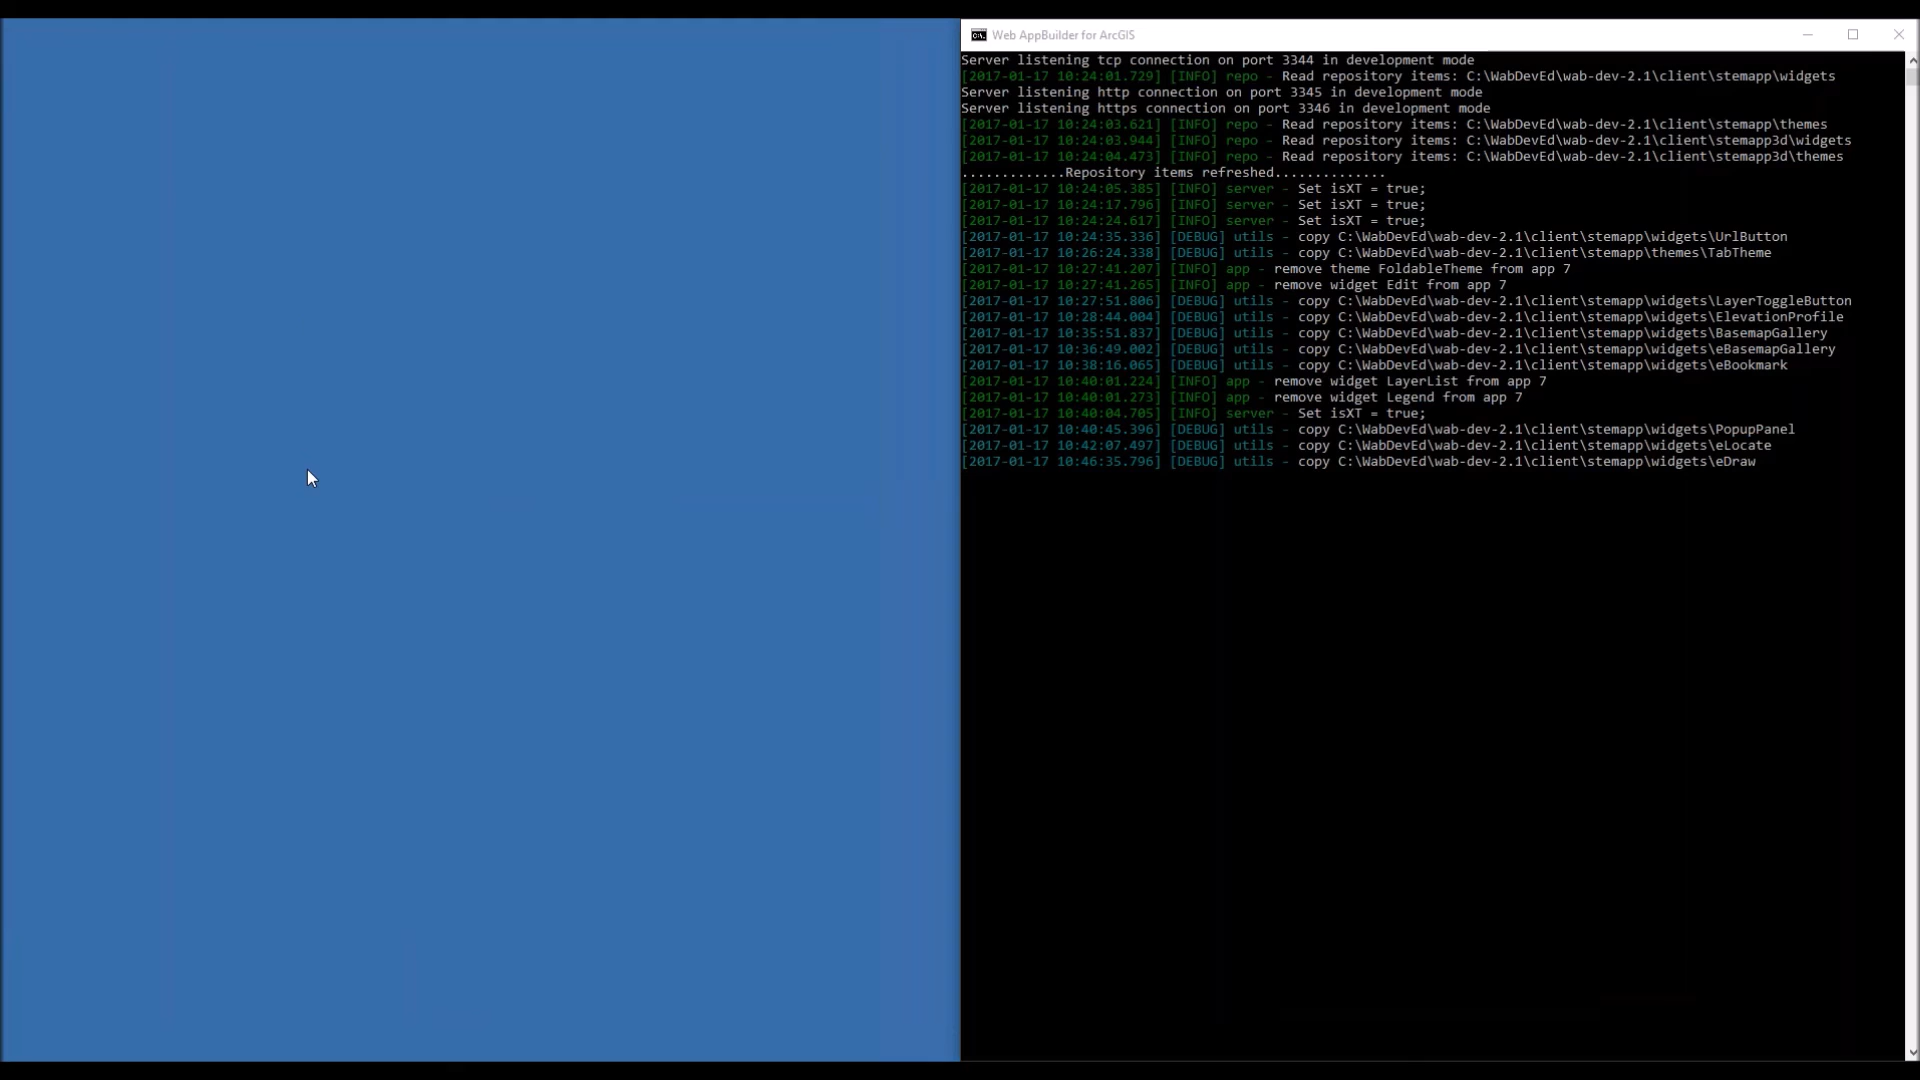 Web AppBuilder for ArcGIS
Server listening tcp connection on port 3344 in development mode
[2017-01-17 10:24:01.729] [INFO] repo - Read repository items: C:\WabDevEd\wab-dev-2.1\client\stemapp\widgets
Server listening http connection on port 3345 in development mode
Server listening https connection on port 3346 in development mode
[2017-01-17 10:24:03.621] [INFO] repo - Read repository items: C:\WabDevEd\wab-dev-2.1\client\stemapp\themes
[2017-01-17 10:24:03.944] [INFO] repo - Read repository items: C:\WabDevEd\wab-dev-2.1\client\stemapp3d\widgets
[2017-01-17 10:24:04.473] [INFO] repo - Read repository items: C:\WabDevEd\wab-dev-2.1\client\stemapp3d\themes
.............Repository items refreshed..............
[2017-01-17 10:24:05.385] [INFO] server - Set isXT = true;
[2017-01-17 10:24:17.796] [INFO] server - Set isXT = true;
[2017-01-17 10:24:24.617] [INFO] server - Set isXT = true;
[2017-01-17 10:24:35.336] [DEBUG] utils - copy C:\WabDevEd\wab-dev-2.1\client\stemapp\widgets\UrlButton
[2017-01-17 10:26:24.338] [DEBUG] utils - copy C:\WabDevEd\wab-dev-2.1\client\stemapp\themes\TabTheme
[2017-01-17 10:27:41.207] [INFO] app - remove theme FoldableTheme from app 7
[2017-01-17 10:27:41.265] [INFO] app - remove widget Edit from app 7
[2017-01-17 10:27:51.806] [DEBUG] utils - copy C:\WabDevEd\wab-dev-2.1\client\stemapp\widgets\LayerToggleButton
[2017-01-17 10:28:44.004] [DEBUG] utils - copy C:\WabDevEd\wab-dev-2.1\client\stemapp\widgets\ElevationProfile
[2017-01-17 10:35:51.837] [DEBUG] utils - copy C:\WabDevEd\wab-dev-2.1\client\stemapp\widgets\BasemapGallery
[2017-01-17 10:36:49.002] [DEBUG] utils - copy C:\WabDevEd\wab-dev-2.1\client\stemapp\widgets\eBasemapGallery
[2017-01-17 10:38:16.065] [DEBUG] utils - copy C:\WabDevEd\wab-dev-2.1\client\stemapp\widgets\eBookmark
[2017-01-17 10:40:01.224] [INFO] app - remove widget LayerList from app 7
[2017-01-17 10:40:01.273] [INFO] app - remove widget Legend from app 7
[2017-01-17 10:40:04.705] [INFO] server - Set isXT = true;
[2017-01-17 10:40:45.396] [DEBUG] utils - copy C:\WabDevEd\wab-dev-2.1\client\stemapp\widgets\PopupPanel
[2017-01-17 10:42:07.497] [DEBUG] utils - copy C:\WabDevEd\wab-dev-2.1\client\stemapp\widgets\eLocate
[2017-01-17 10:46:35.796] [DEBUG] utils - copy C:\WabDevEd\wab-dev-2.1\client\stemapp\widgets\eDraw